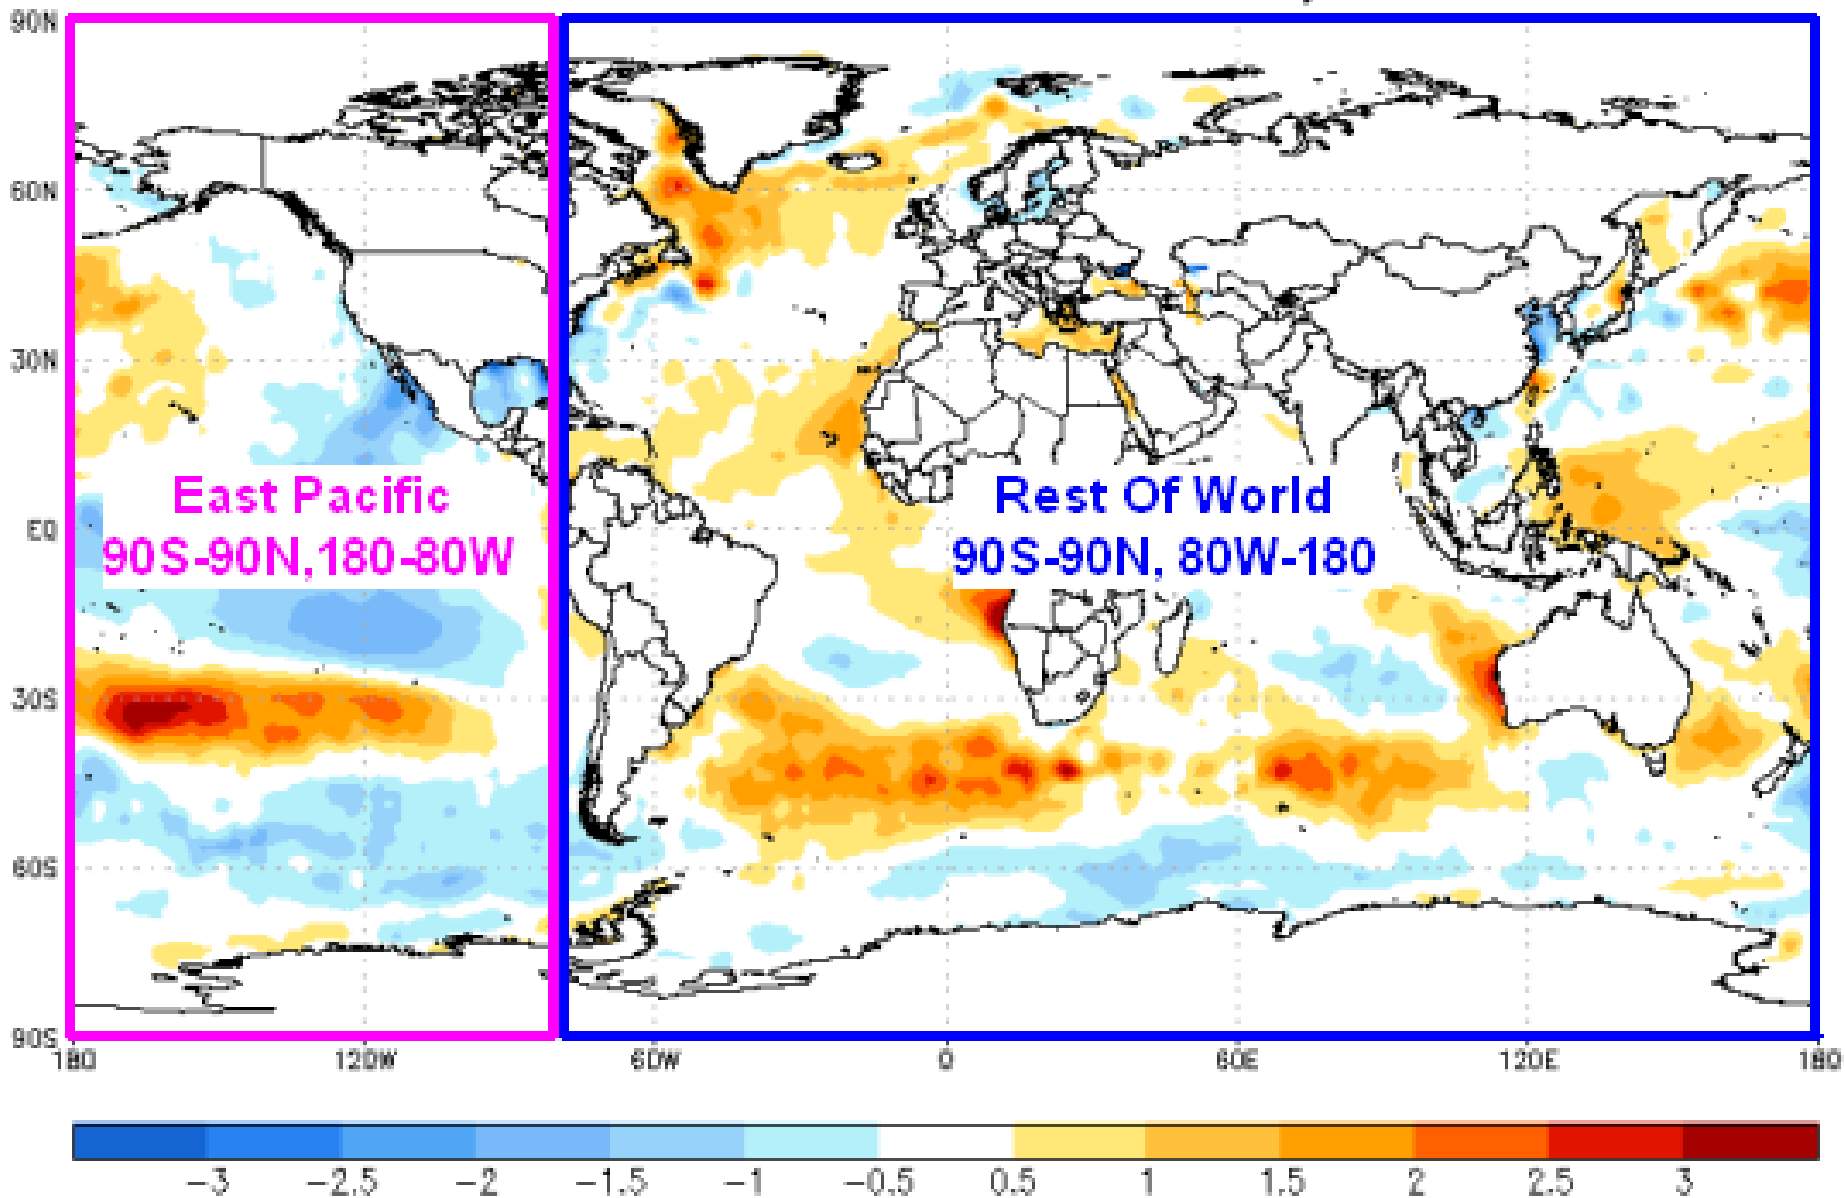 90N
60N
30N
EQ
30S
60S
90S
East Pacific
90S-90N,180-80W
Rest Of World
90S-90N, 80W-180
180 120W 60W 0 60E 120E 180
-3 -2.5 -2 -1.5 -1 -0.5 0.5 1 1.5 2 2.5 3